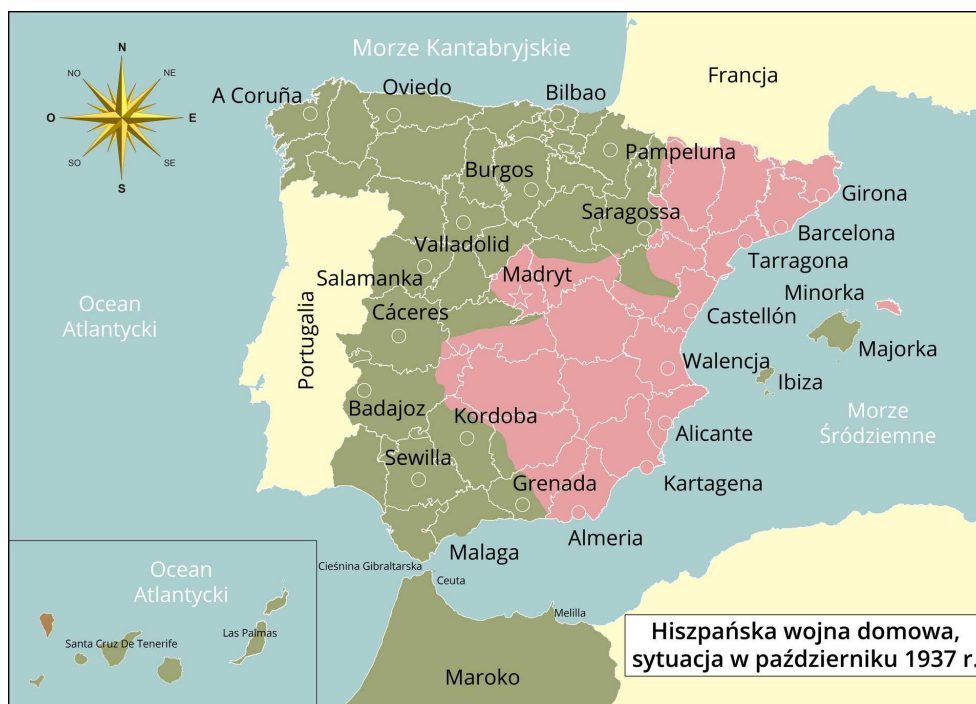 Morze Kantabryjskie
Francja
N
NO
NE
O
E
SO
SE
S
A Coruña
Oviedo
Bilbao
Pampeluna
Burgos
Girona
Saragossa
Barcelona
Valladolid
Tarragona
Salamanka
Madryt
Minorka
Ocean
Atlantycki
Cáceres
Castellón
Majorka
Portugalia
Walencja
Ibiza
Badajoz
Kordoba
Morze
Śródziemne
Alicante
Sewilla
Grenada
Kartagena
Almeria
Malaga
Cieśnina Gibraltarska
Ceuta
Melilla
Maroko
Ocean
Atlantycki
Santa Cruz De Tenerife
Las Palmas
Hiszpańska wojna domowa,
sytuacja w październiku 1937 r.